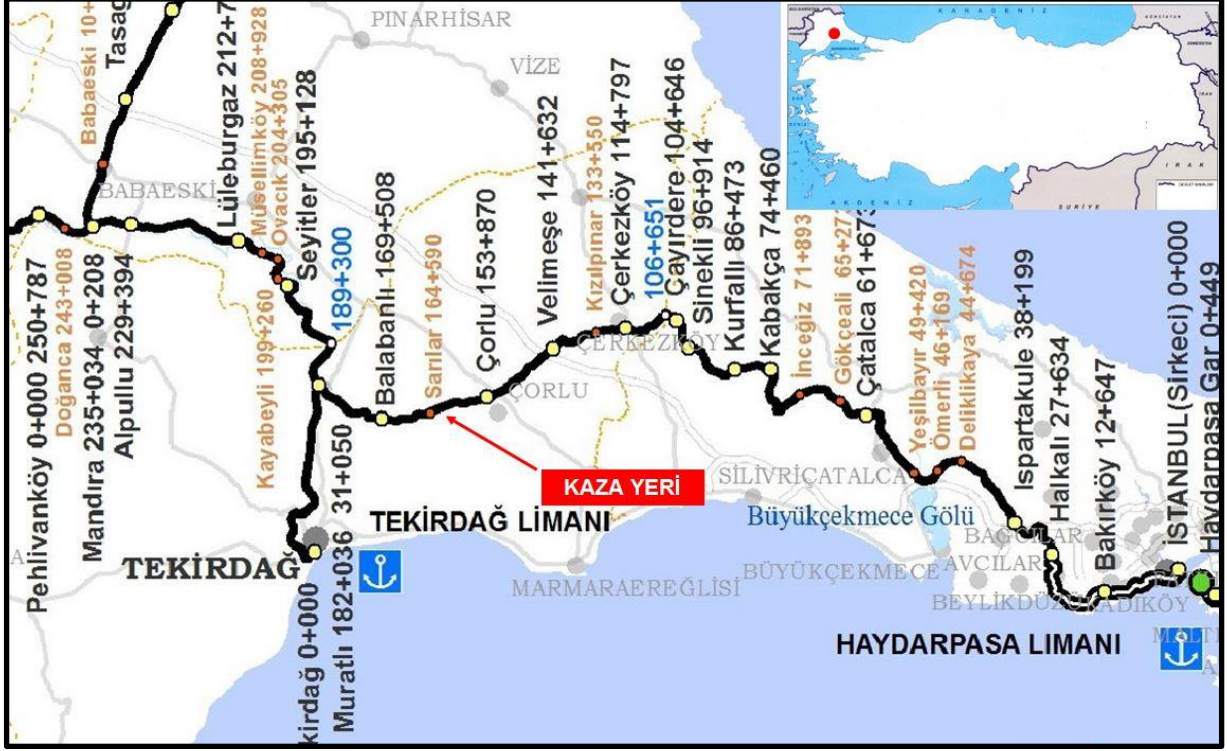 PINARHİSAR
VİZE
BABAESKİ
Babaeski 10+
Lüleburgaz 212+7
Müsellimköy 208+928
Ovacık 204+305
Seyitler 195+128
189+300
Balabanlı 169+508
Sarılar 164+590
Çorlu 153+870
Velimeşe 141+632
Kızılpınar 133+550
Çerkezköy 114+797
106+651
Çayırdere 104+646
Sinekli 96+914
Kurfallı 86+473
Kabakça 74+460
İnceğiz 71+893
Gökçeali 65+27
Çatalca 61+673
Yeşilbayır 49+420
Ömerli 46+169
Deliklikaya 44+674
Ispartakule 38+199
Halkalı 27+634
Bakırköy 12+647
İSTANBUL(Sirkeci) 0+000
Haydarpaşa Gar 0+449
Pehlivanköy 0+000 250+787
Doğanca 243+008
Mandıra 235+034 0+208
Alpullu 229+394
Kayabeyli 199+260
ÇERKEZKÖY
ÇORLU
KAZA YERİ
SİLİVRİ
ÇATALCA
Büyükçekmece Gölü
TEKİRDAĞ LİMANI
TEKİRDAĞ
kirdağ 0+000
Muratlı 182+036 31+050
MARMARAEREĞLİSİ
BÜYÜKÇEKMECE
AVCILAR
BAĞCILAR
BEYLİKDÜZÜ
KADIKÖY
HAYDARPASA LIMANI
MALT
KARADENİZ
AKDENİZ
SURİYE
IRAK